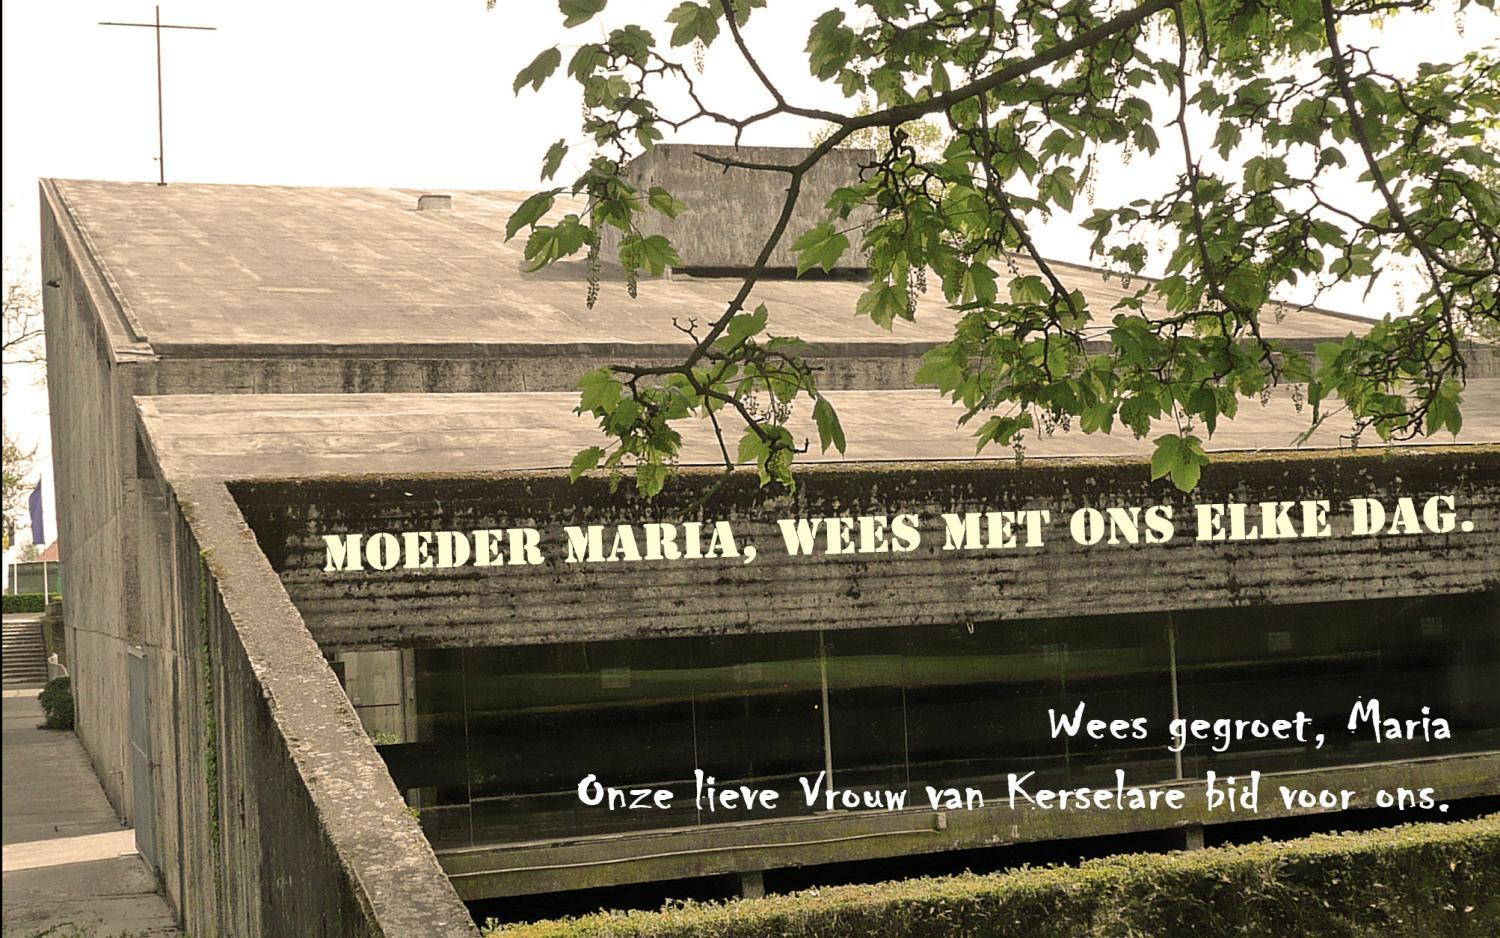 MOEDER MARIA, WEES MET ONS ELKE DAG.
Wees gegroet, Maria
Onze lieve Vrouw van Kerselare bid voor ons.